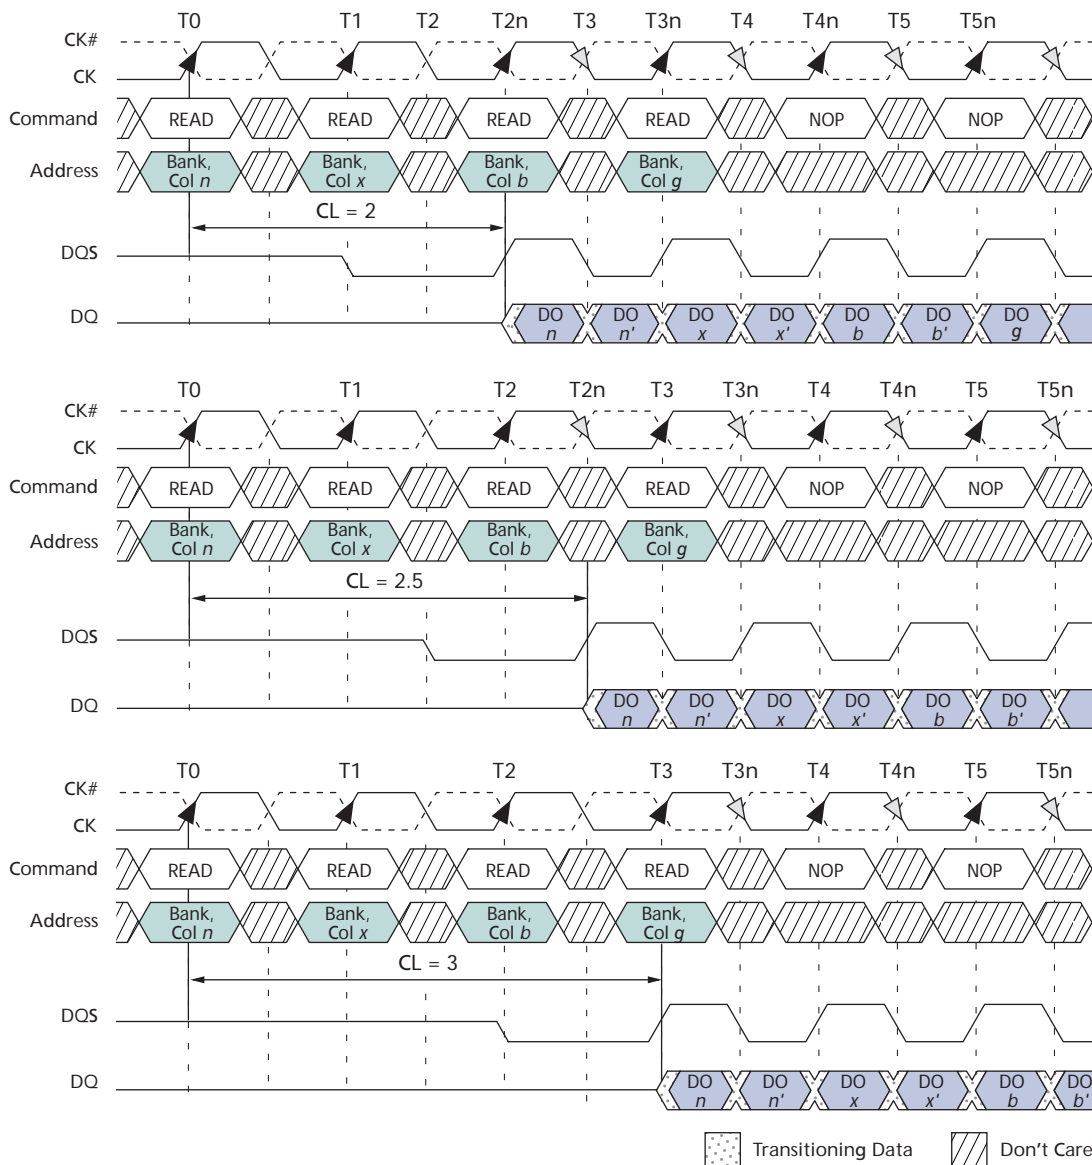 T0 T1 T2 T2n T3 T3n T4 T4n T5 T5n
CK#
CK
Command READ READ READ READ NOP NOP
Address Bank, Col n Bank, Col x Bank, Col b Bank, Col g
CL = 2
DQS
DQ DO n DO n' DO x DO x' DO b DO b' DO g
T0 T1 T2 T2n T3 T3n T4 T4n T5 T5n
CK#
CK
Command READ READ READ READ NOP NOP
Address Bank, Col n Bank, Col x Bank, Col b Bank, Col g
CL = 2.5
DQS
DQ DO n DO n' DO x DO x' DO b DO b'
T0 T1 T2 T3 T3n T4 T4n T5 T5n
CK#
CK
Command READ READ READ READ NOP NOP
Address Bank, Col n Bank, Col x Bank, Col b Bank, Col g
CL = 3
DQS
DQ DO n DO n' DO x DO x' DO b DO b'
Transitioning Data Don't Care